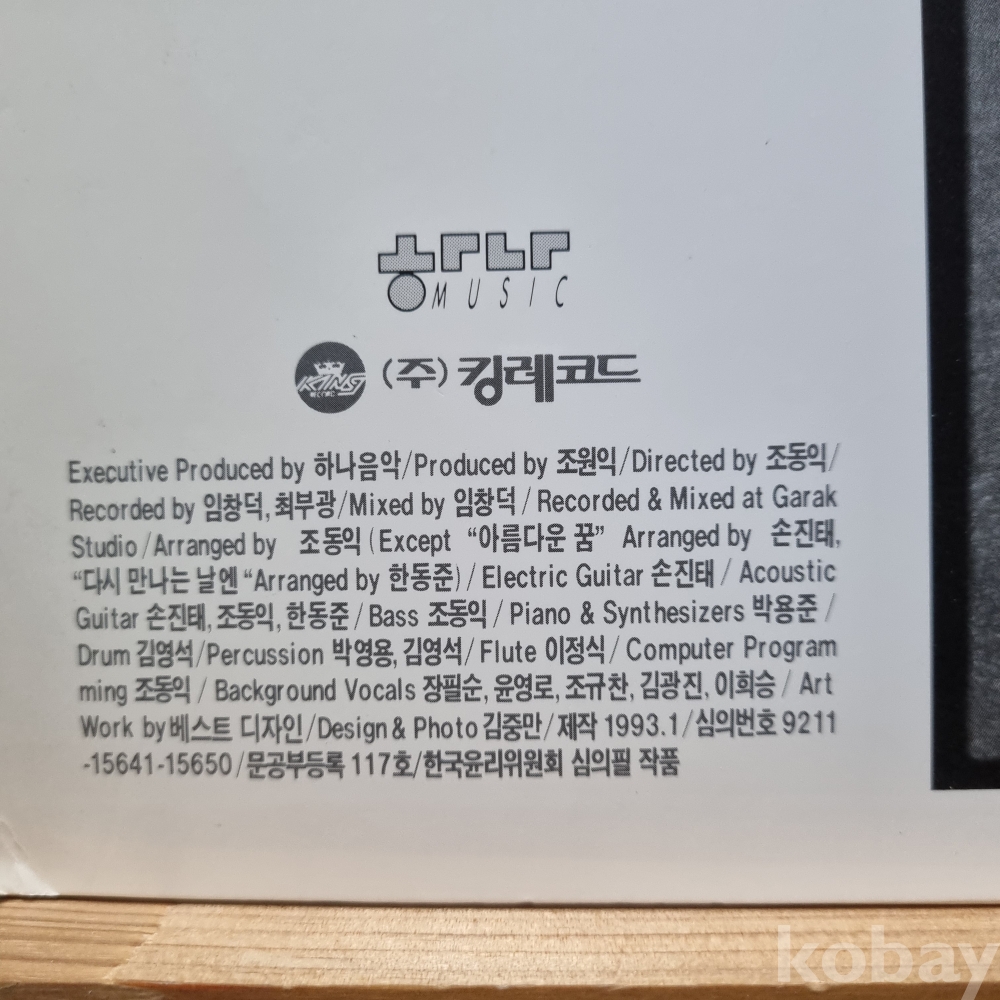 하나
MUSIC
KING
(주) 킹레코드
Executive Produced by 하나음악/Produced by 조원익/Directed by 조동익/
Recorded by 임창덕, 최부광/Mixed by 임창덕 / Recorded & Mixed at Garak
Studio / Arranged by 조동익 (Except “아름다운 꿈” Arranged by 손진태,
“다시 만나는 날엔 “Arranged by 한동준) / Electric Guitar 손진태 / Acoustic
Guitar 손진태, 조동익, 한동준 / Bass 조동익 / Piano & Synthesizers 박용준 /
Drum 김영석/Percussion 박영용, 김영석/ Flute 이정식/ Computer Program
ming 조동익 / Background Vocals 장필순, 윤영로, 조규찬, 김광진, 이희승 / Art
Work by 베스트 디자인/Design & Photo 김중만/제작 1993.1/심의번호 9211
-15641-15650/문공부등록 117호/한국윤리위원회 심의필 작품
kobay